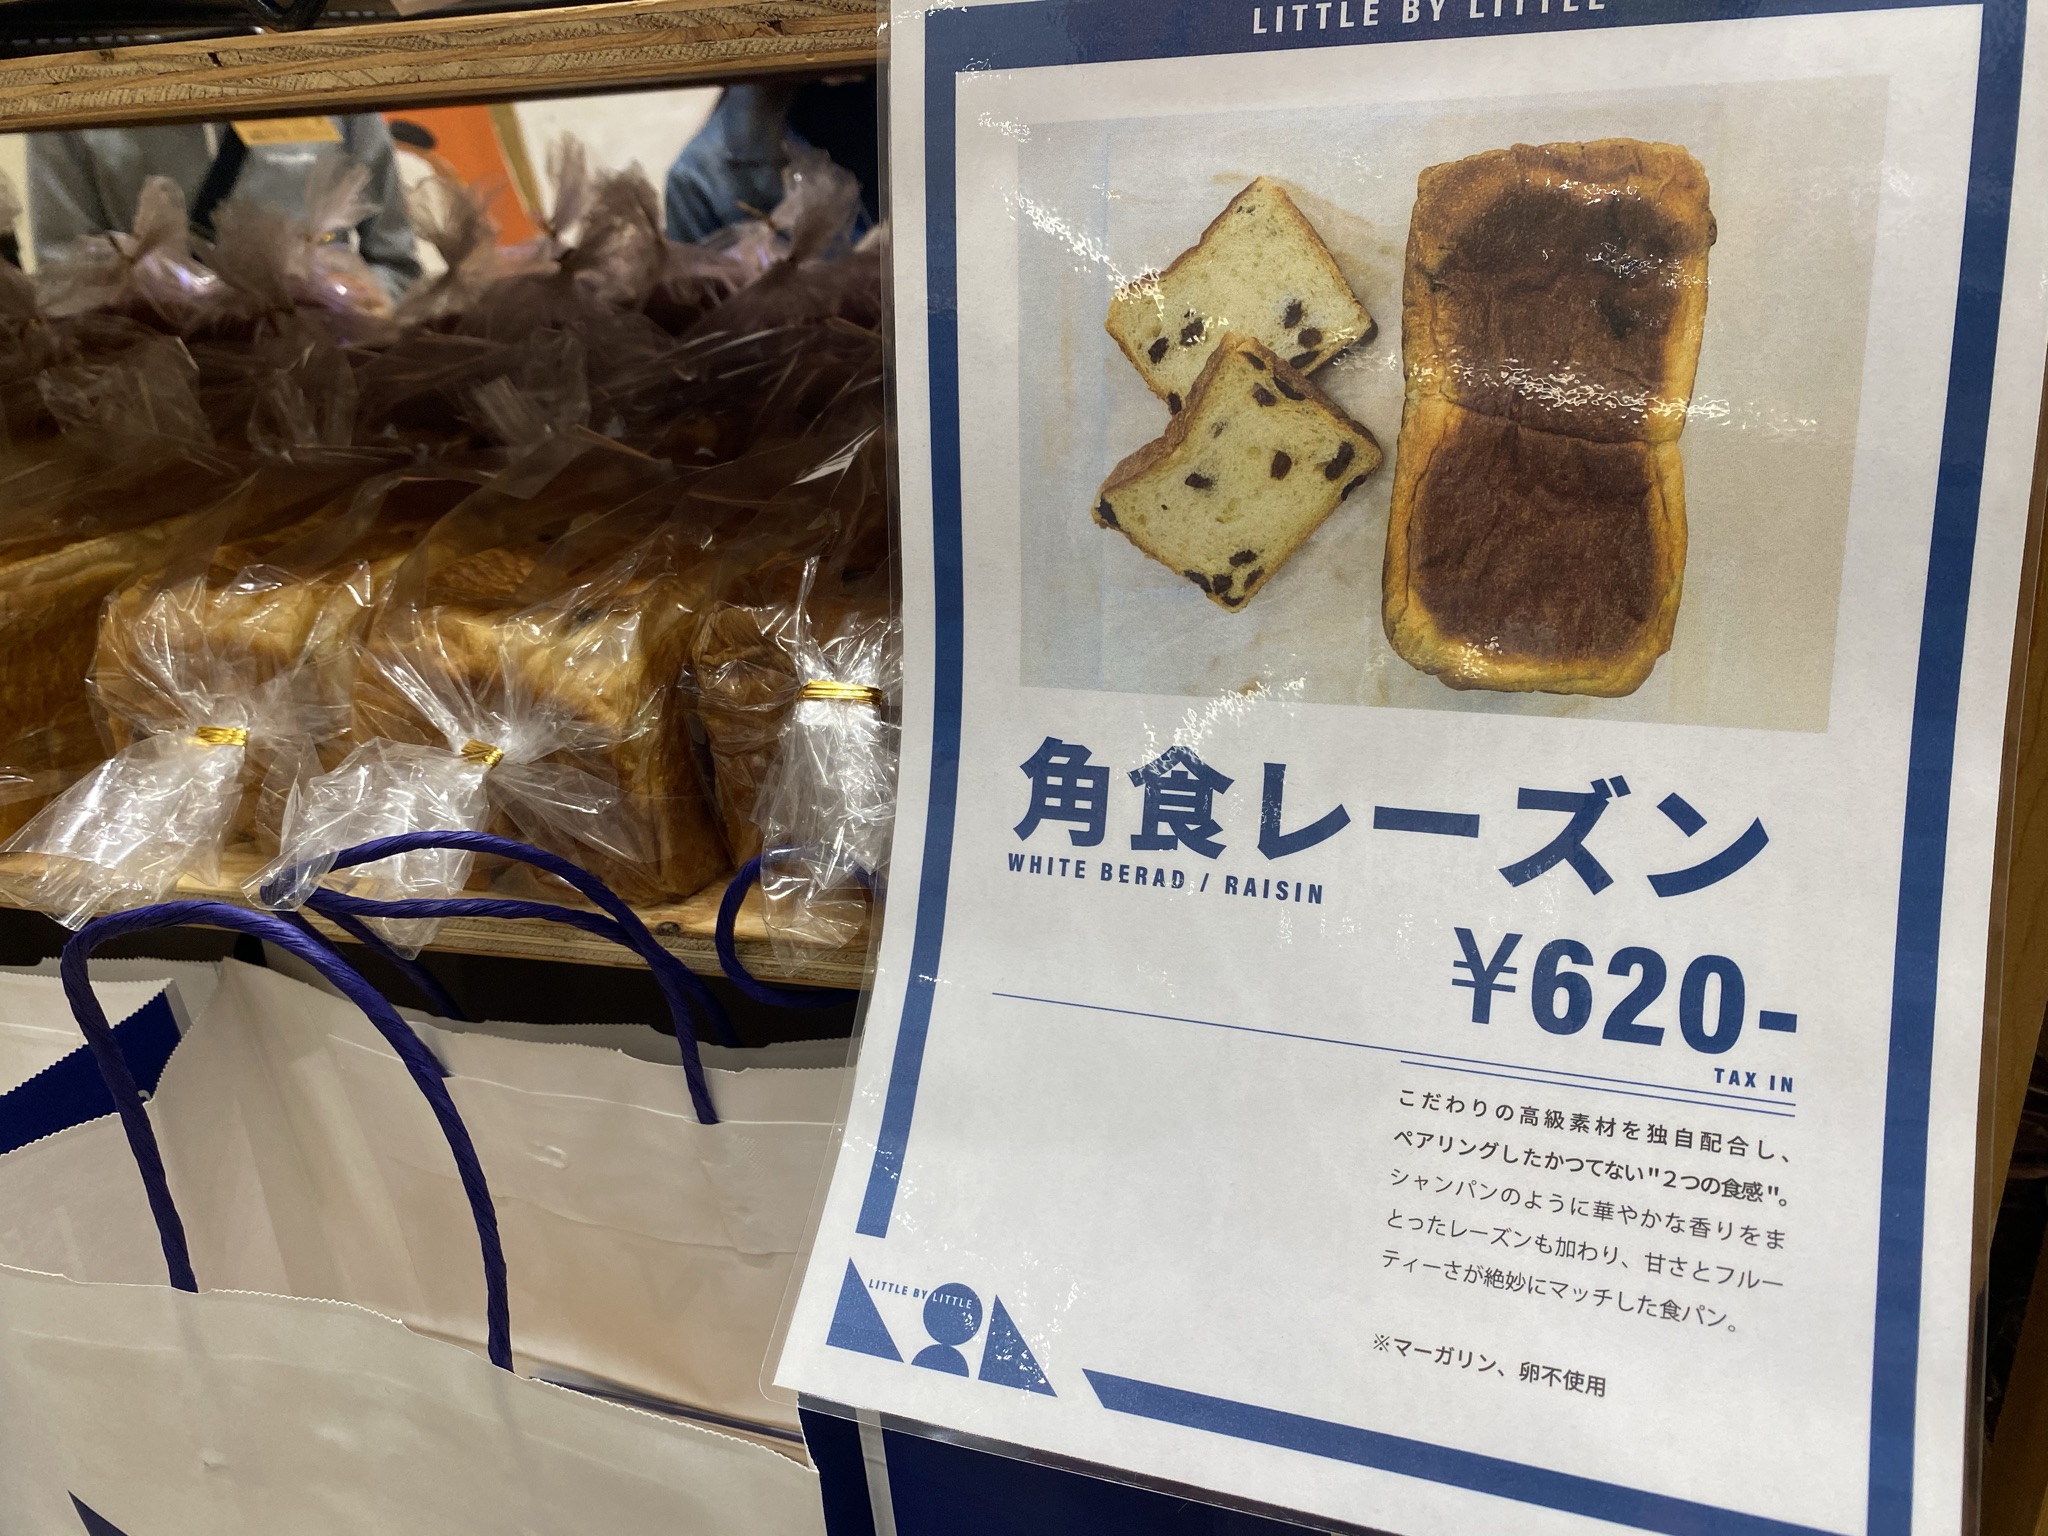 LITTLE BY LITTLE
角食レーズン
WHITE BERAD / RAISIN
¥620-
TAX IN
こだわりの高級素材を独自配合し、
ペアリングしたかつてない"２つの食感"。
シャンパンのように華やかな香りをま
とったレーズンも加わり、甘さとフルー
ティーさが絶妙にマッチした食パン。
※マーガリン、卵不使用
LITTLE BY LITTLE